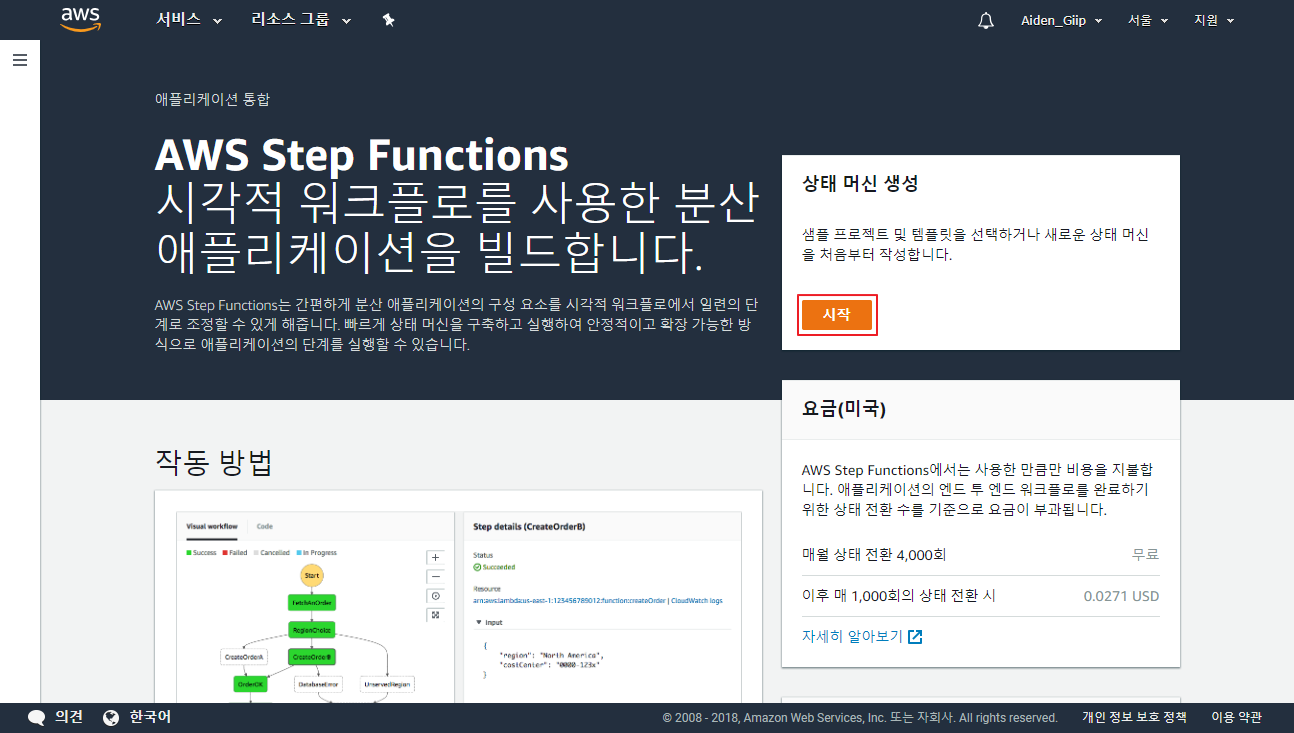 aws
서비스
리소스 그룹
Aiden_Giip
서울
지원
애플리케이션 통합
AWS Step Functions
시각적 워크플로를 사용한 분산
애플리케이션을 빌드합니다.
AWS Step Functions는 간편하게 분산 애플리케이션의 구성 요소를 시각적 워크플로에서 일련의 단
계로 조정할 수 있게 해줍니다. 빠르게 상태 머신을 구축하고 실행하여 안정적이고 확장 가능한 방
식으로 애플리케이션의 단계를 실행할 수 있습니다.
상태 머신 생성
샘플 프로젝트 및 템플릿을 선택하거나 새로운 상태 머신
을 처음부터 작성합니다.
시작
요금(미국)
AWS Step Functions에서는 사용한 만큼만 비용을 지불합
니다. 애플리케이션의 엔드 투 엔드 워크플로를 완료하기
위한 상태 전환 수를 기준으로 요금이 부과됩니다.
매월 상태 전환 4,000회 무료
이후 매 1,000회의 상태 전환 시 0.0271 USD
자세히 알아보기
작동 방법
Visual workflow Code
Success Failed Cancelled In Progress
Start
FetchAnOrder
RegionChoice
CreateOrderA CreateOrderB
OrderOK DatabaseError UnservedRegion
Step details (CreateOrderB)
Status
Succeeded
Resource
arn:aws:lambda:us-east-1:123456789012:function:createOrder | CloudWatch logs
Input
{
"region": "North America",
"costCenter": "0000-123x"
}
의견
한국어
© 2008 - 2018, Amazon Web Services, Inc. 또는 자회사. All rights reserved.
개인 정보 보호 정책
이용 약관